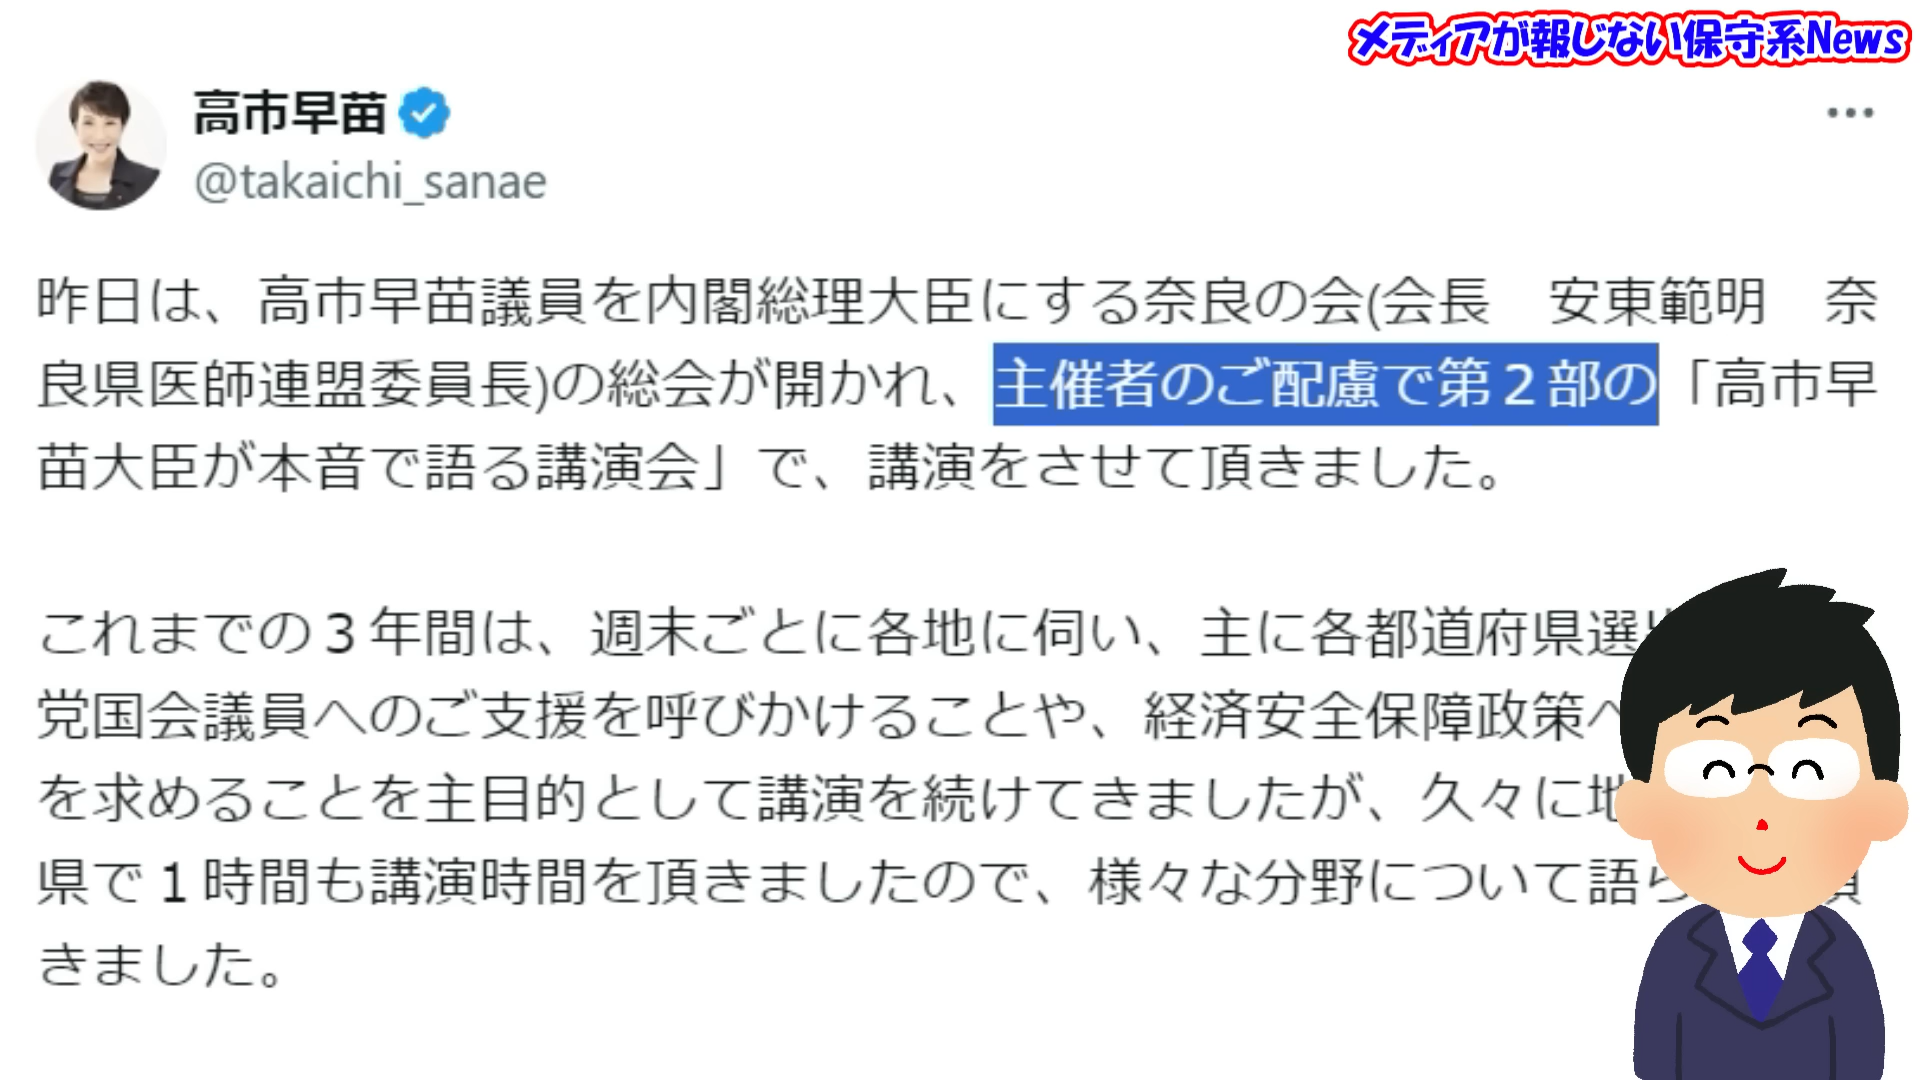 メディアが報じない保守系News
高市早苗
@takaichi_sanae
昨日は、高市早苗議員を内閣総理大臣にする奈良の会(会長　安東範明　奈
良県医師連盟委員長)の総会が開かれ、主催者のご配慮で第２部の「高市早
苗大臣が本音で語る講演会」で、講演をさせて頂きました。
これまでの３年間は、週末ごとに各地に伺い、主に各都道府県選
党国会議員へのご支援を呼びかけることや、経済安全保障政策へ
を求めることを主目的として講演を続けてきましたが、久々に地
県で１時間も講演時間を頂きましたので、様々な分野について語ら
きました。